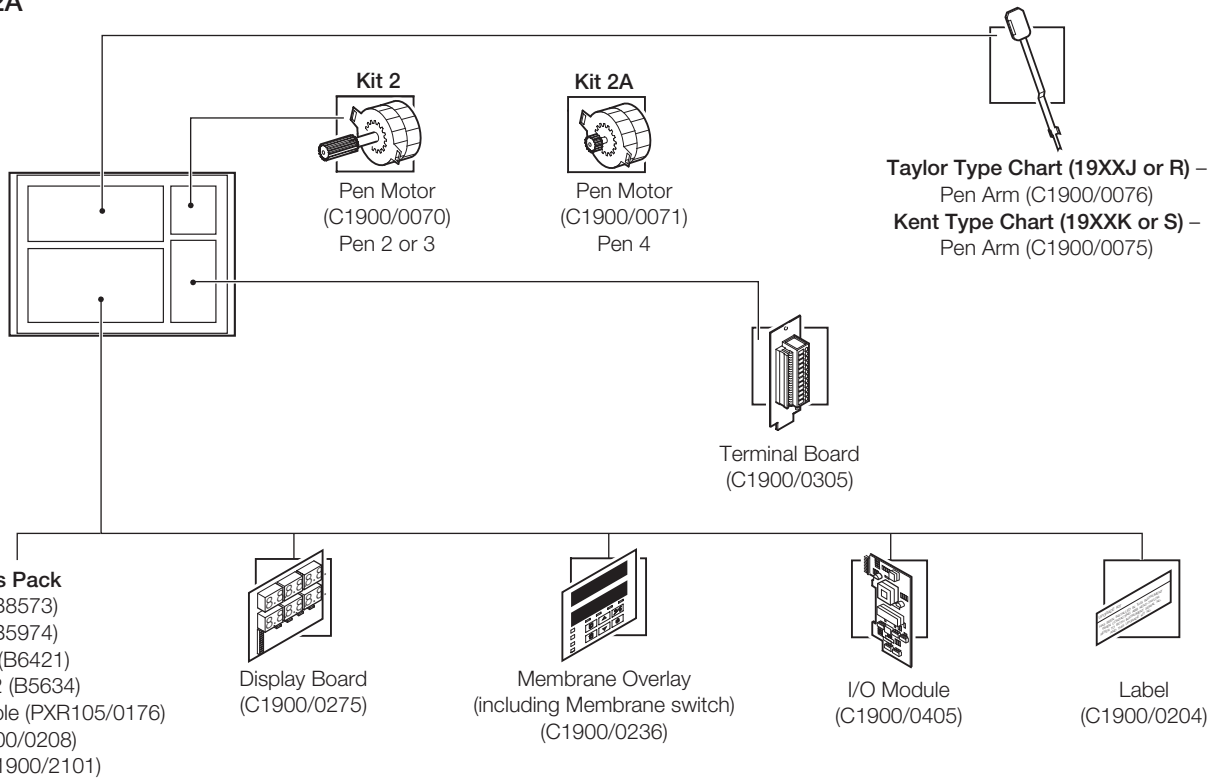 2A
Kit 2
Pen Motor
(C1900/0070)
Pen 2 or 3
Kit 2A
Pen Motor
(C1900/0071)
Pen 4
Taylor Type Chart (19XXJ or R) –
Pen Arm (C1900/0076)
Kent Type Chart (19XXK or S) –
Pen Arm (C1900/0075)
Terminal Board
(C1900/0305)
s Pack
38573)
35974)
(B6421)
2 (B5634)
ble (PXR105/0176)
00/0208)
1900/2101)
Display Board
(C1900/0275)
Membrane Overlay
(including Membrane switch)
(C1900/0236)
I/O Module
(C1900/0405)
Label
(C1900/0204)